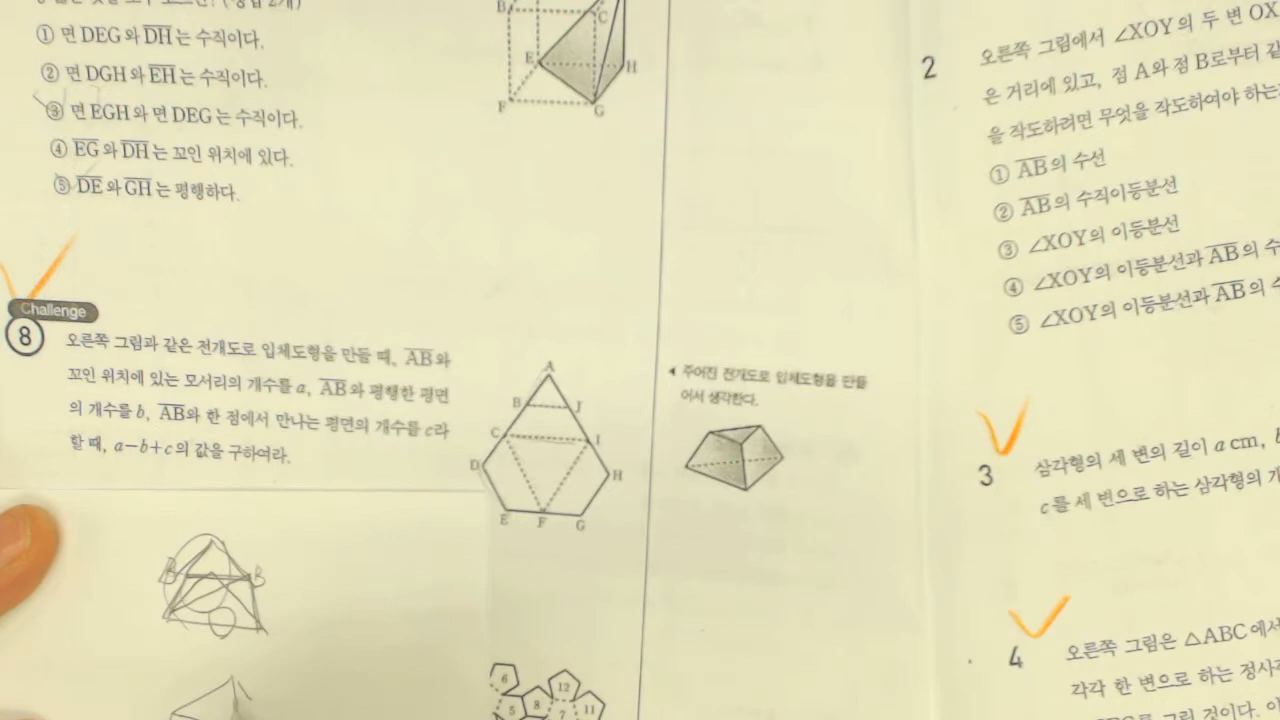 ① 면 DEG와 DH는 수직이다.
② 면 DGH와 EH는 수직이다.
③ 면 EGH와 면 DEG는 수직이다.
④ EG와 DH는 꼬인 위치에 있다.
⑤ DE와 GH는 평행하다.
B
C
E
H
F
G
Challenge
8
오른쪽 그림과 같은 전개도로 입체도형을 만들 때, AB와
꼬인 위치에 있는 모서리의 개수를 a, AB와 평행한 평면
의 개수를 b, AB와 한 점에서 만나는 평면의 개수를 c라
할 때, a-b+c의 값을 구하여라.
A
B
J
C
I
D
H
E
F
G
◀ 주어진 전개도로 입체도형을 만들
어서 생각한다.
B
B
6
5
8
12
7
11
2
오른쪽 그림에서 ∠XOY의 두 변 OX
은 거리에 있고, 점 A와 점 B로부터 같
을 작도하려면 무엇을 작도하여야 하는
① AB의 수선
② AB의 수직이등분선
③ ∠XOY의 이등분선
④ ∠XOY의 이등분선과 AB의 수
⑤ ∠XOY의 이등분선과 AB의
3
삼각형의 세 변의 길이 a cm,
c를 세 변으로 하는 삼각형의
4
오른쪽 그림은 △ABC에서
각각 한 변으로 하는